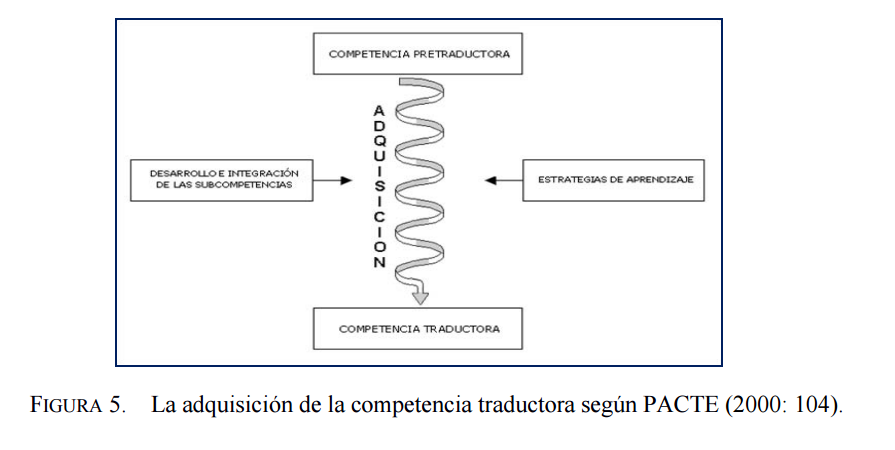 COMPETENCIA PRETRADUCTORA
ADQUISICION
DESARROLLO E INTEGRACIÓN
DE LAS SUBCOMPETENCIAS
ESTRATEGIAS DE APRENDIZAJE
COMPETENCIA TRADUCTORA
FIGURA 5. La adquisición de la competencia traductora según PACTE (2000: 104).